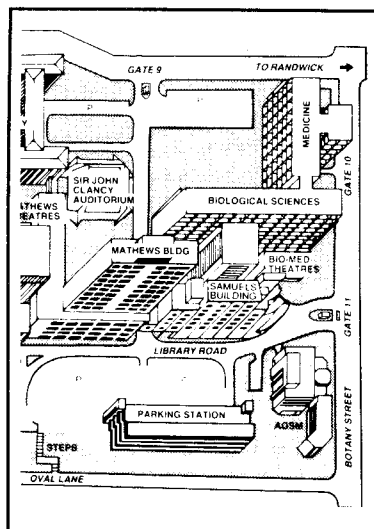 GATE 9
TO RANDWICK
MEDICINE
GATE 10
SIR JOHN
CLANCY
AUDITORIUM
MATHEWS
THEATRES
BIOLOGICAL SCIENCES
MATHEWS BLDG
BIO-MED
THEATRES
SAMUELS
BUILDING
GATE 11
LIBRARY ROAD
PARKING STATION
AGSM
BOTANY STREET
STEPS
OVAL LANE